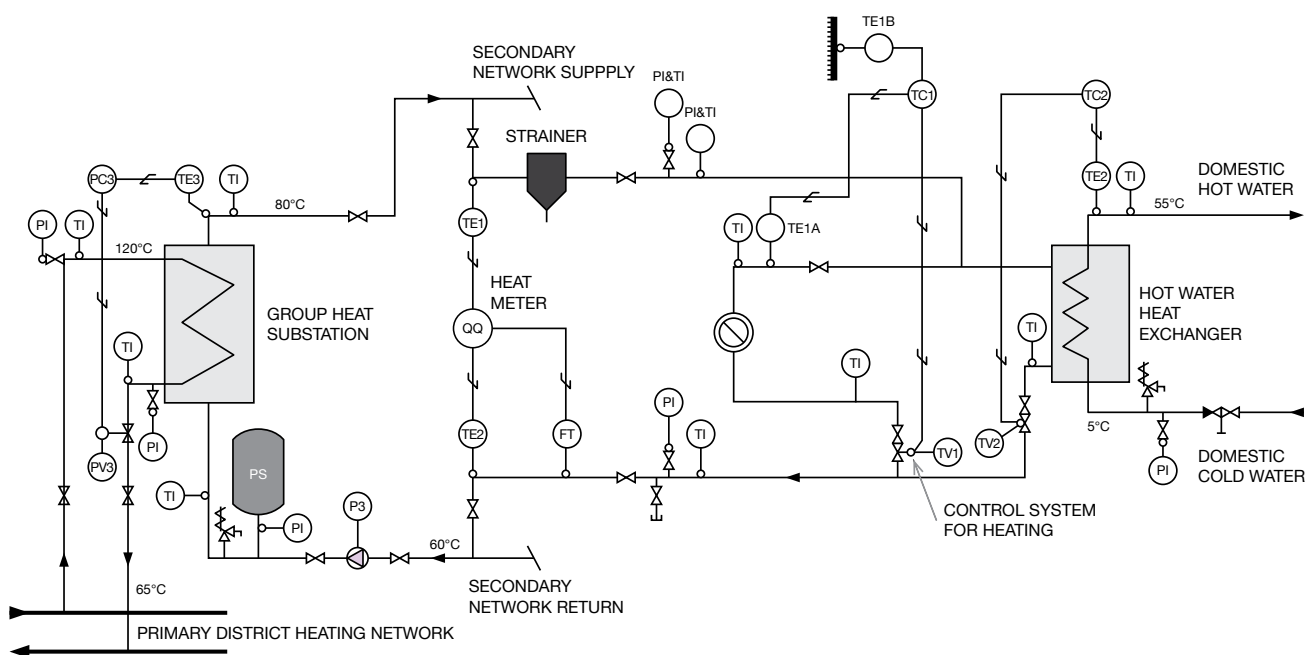 TE1B
SECONDARY
NETWORK SUPPPLY
PI&TI
TC1
TC2
PI&TI
STRAINER
PC3
TE3
TI
80°C
TE2
TI
DOMESTIC
HOT WATER
55°C
PI
TI
TE1
TI
TE1A
120°C
HEAT
METER
GROUP HEAT
SUBSTATION
QQ
TI
HOT WATER
HEAT
EXCHANGER
TI
TI
PI
5°C
PI
TE2
FT
TI
TV1
TV2
PI
DOMESTIC
COLD WATER
PV3
PS
TI
PI
P3
CONTROL SYSTEM
FOR HEATING
60°C
65°C
SECONDARY
NETWORK RETURN
PRIMARY DISTRICT HEATING NETWORK